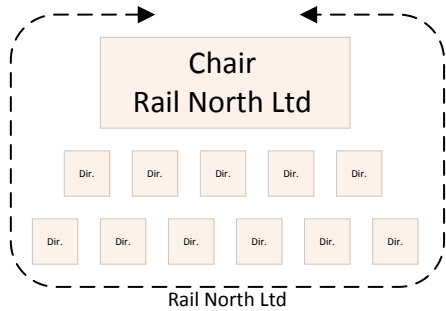 Chair
Rail North Ltd
Dir. Dir. Dir. Dir. Dir.
Dir. Dir. Dir. Dir. Dir. Dir.
Rail North Ltd